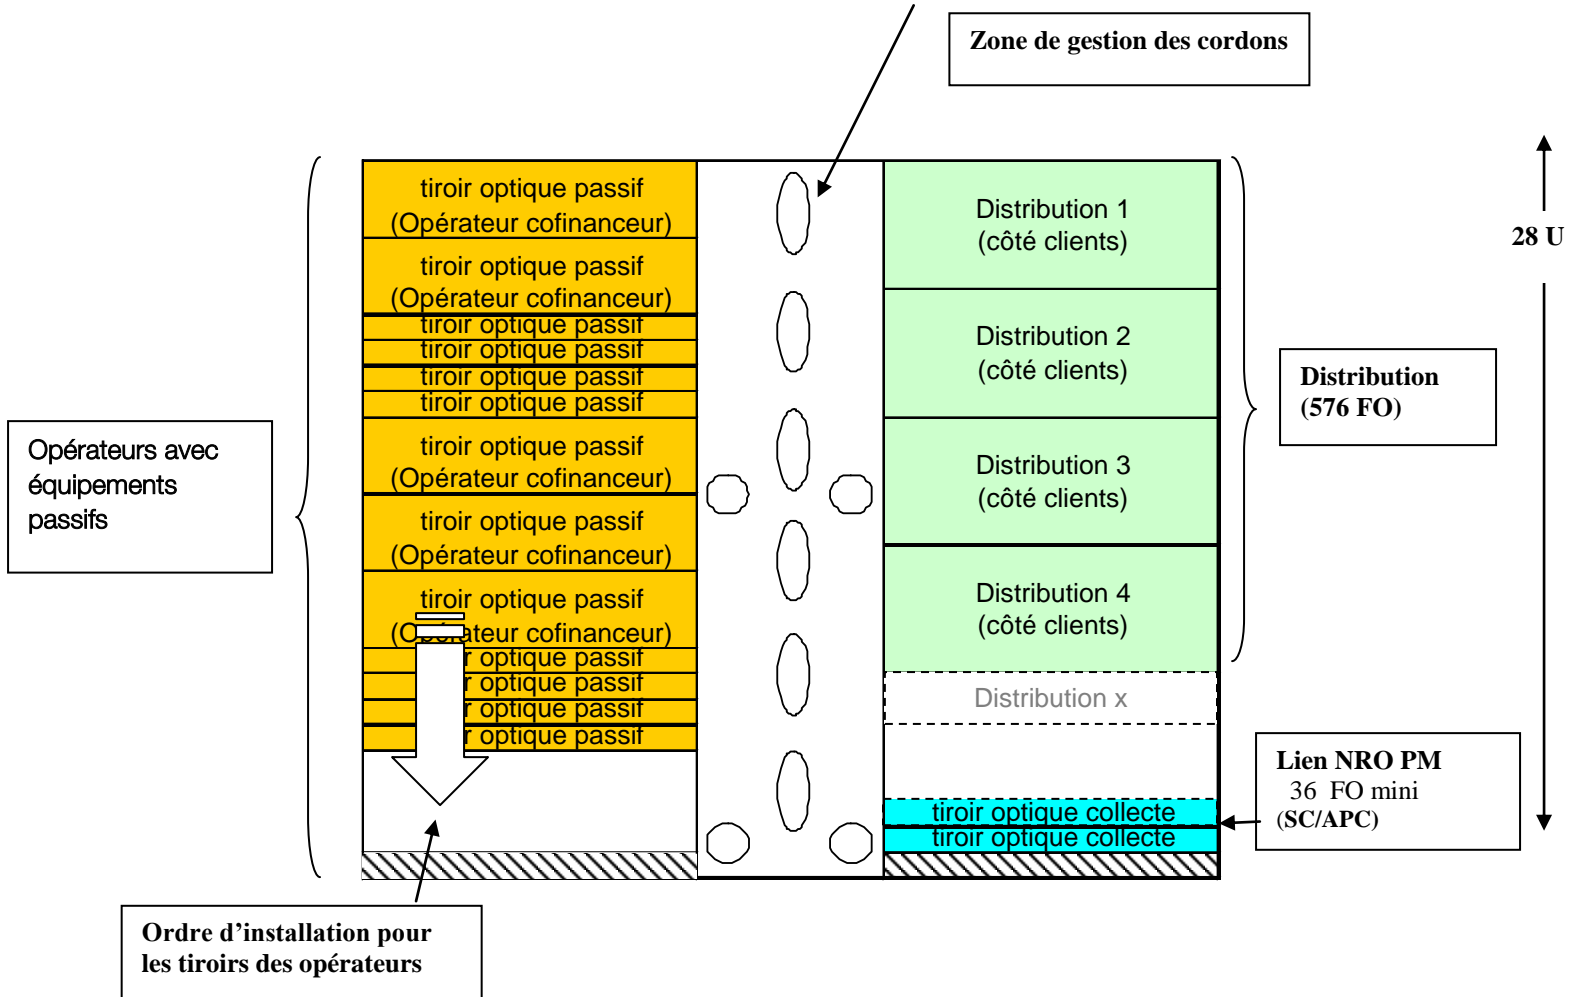 Zone de gestion des cordons
tiroir optique passif
(Opérateur cofinanceur)
tiroir optique passif
(Opérateur cofinanceur)
tiroir optique passif
tiroir optique passif
tiroir optique passif
tiroir optique passif
tiroir optique passif
(Opérateur cofinanceur)
tiroir optique passif
(Opérateur cofinanceur)
tiroir optique passif
(Opérateur cofinanceur)
r optique passif
r optique passif
r optique passif
r optique passif
Distribution 1
(côté clients)
Distribution 2
(côté clients)
Distribution 3
(côté clients)
Distribution 4
(côté clients)
Distribution x
tiroir optique collecte
tiroir optique collecte
28 U
Distribution
(576 FO)
Opérateurs avec
équipements
passifs
Lien NRO PM
36 FO mini
(SC/APC)
Ordre d’installation pour
les tiroirs des opérateurs